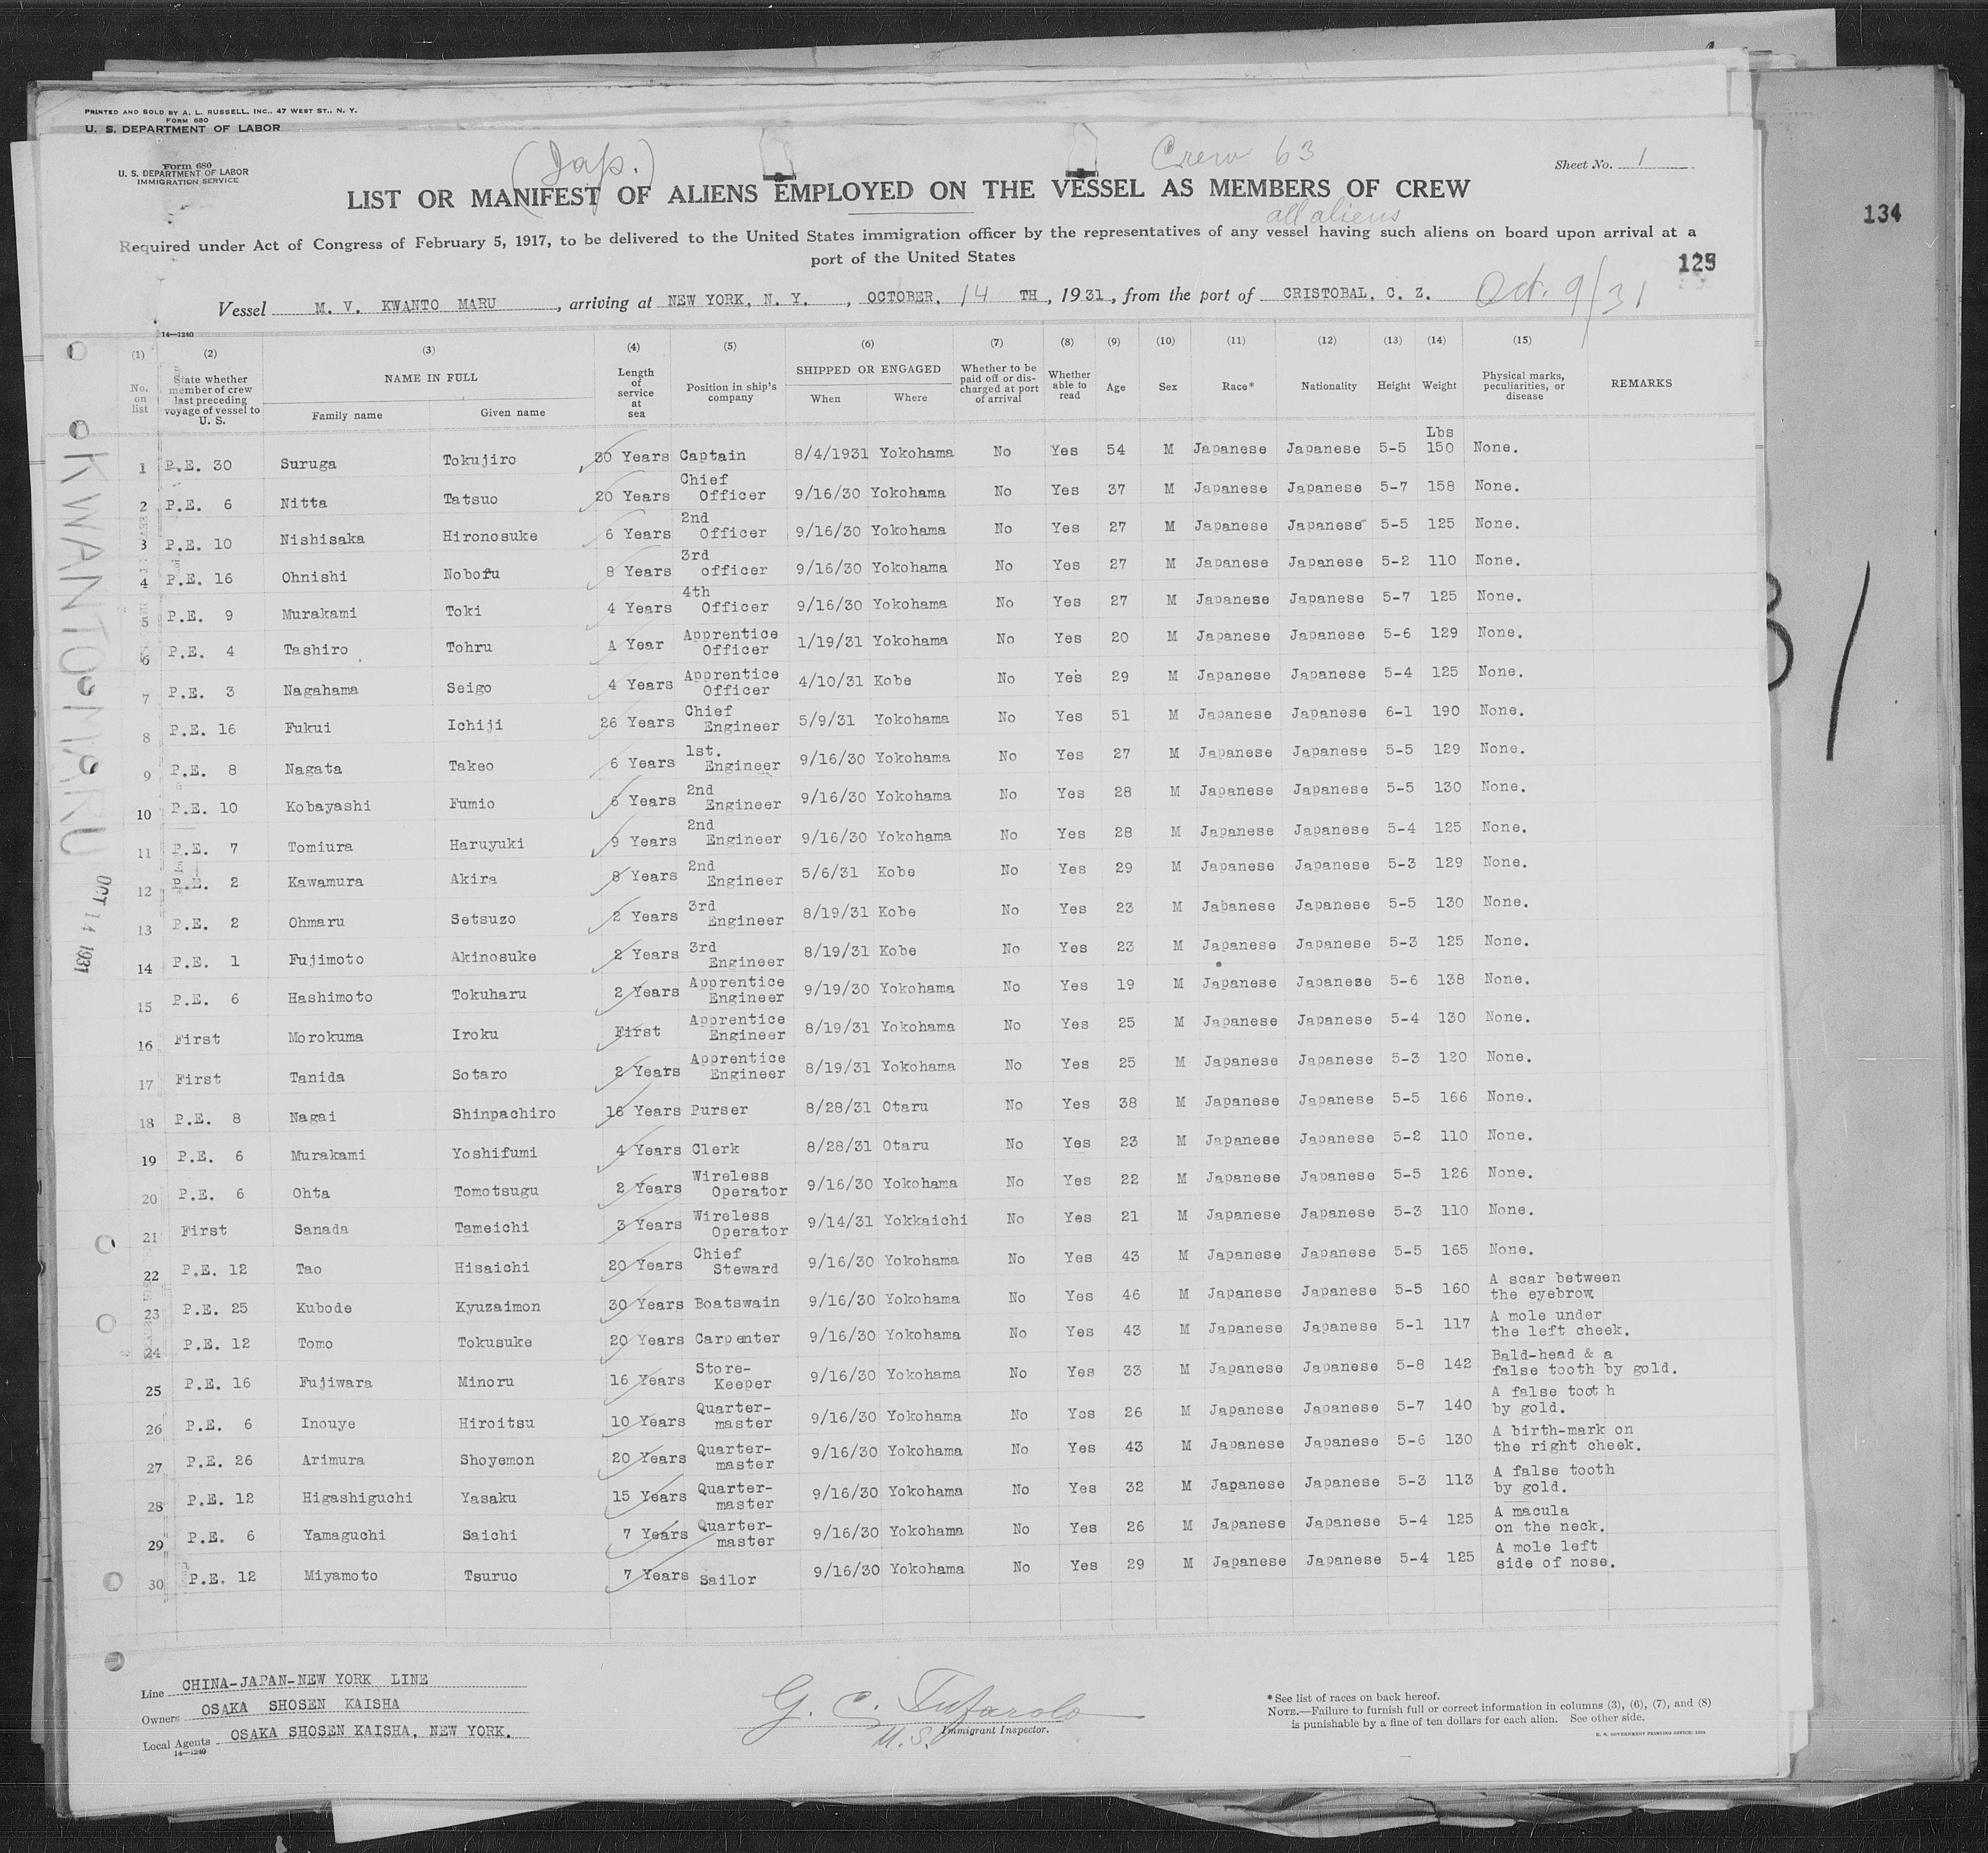 134
PRINTED AND SOLD BY A. L. RUSSELL, INC., 47 WEST ST., N. Y.
FORM 680
U. S. DEPARTMENT OF LABOR
Form 680
U. S. DEPARTMENT OF LABOR
IMMIGRATION SERVICE
(Jap.)
Crew 63
Sheet No. 1
LIST OR MANIFEST OF ALIENS EMPLOYED ON THE VESSEL AS MEMBERS OF CREW
all aliens
Required under Act of Congress of February 5, 1917, to be delivered to the United States immigration officer by the representatives of any vessel having such aliens on board upon arrival at a
port of the United States
125
Vessel M. V. KWANTO MARU, arriving at NEW YORK, N. Y., OCTOBER, 14 TH, 1931, from the port of CRISTOBAL, C. Z. Oct. 9/31
14—1240
(1) (2) (3) (4) (5) (6) (7) (8) (9) (10) (11) (12) (13) (14) (15)
No. on list State whether member of crew last preceding voyage of vessel to U. S. NAME IN FULL Family name Given name Length of service at sea Position in ship's company SHIPPED OR ENGAGED When Where Whether to be paid off or discharged at port of arrival Whether able to read Age Sex Race* Nationality Height Weight Physical marks, peculiarities, or disease REMARKS
Lbs
1 P.E. 30 Suruga Tokujiro 30 Years Captain 8/4/1931 Yokohama No Yes 54 M Japanese Japanese 5-5 150 None.
2 P.E. 6 Nitta Tatsuo 20 Years Chief Officer 9/16/30 Yokohama No Yes 37 M Japanese Japanese 5-7 158 None.
3 P.E. 10 Nishisaka Hironosuke 6 Years 2nd Officer 9/16/30 Yokohama No Yes 27 M Japanese Japanese 5-5 125 None.
4 P.E. 16 Ohnishi Nobofu 8 Years 3rd officer 9/16/30 Yokohama No Yes 27 M Japanese Japanese 5-2 110 None.
5 P.E. 9 Murakami Toki 4 Years 4th Officer 9/16/30 Yokohama No Yes 27 M Japanese Japanese 5-7 125 None.
6 P.E. 4 Tashiro Tohru A Year Apprentice Officer 1/19/31 Yokohama No Yes 20 M Japanese Japanese 5-6 129 None.
7 P.E. 3 Nagahama Seigo 4 Years Apprentice Officer 4/10/31 Kobe No Yes 29 M Japanese Japanese 5-4 125 None.
8 P.E. 16 Fukui Ichiji 26 Years Chief Engineer 5/9/31 Yokohama No Yes 51 M Japanese Japanese 6-1 190 None.
9 P.E. 8 Nagata Takeo 6 Years 1st. Engineer 9/16/30 Yokohama No Yes 27 M Japanese Japanese 5-5 129 None.
10 P.E. 10 Kobayashi Fumio 6 Years 2nd Engineer 9/16/30 Yokohama No Yes 28 M Japanese Japanese 5-5 130 None.
11 P.E. 7 Tomiura Haruyuki 9 Years 2nd Engineer 9/16/30 Yokohama No Yes 28 M Japanese Japanese 5-4 125 None.
12 P.E. 2 Kawamura Akira 8 Years 2nd Engineer 5/6/31 Kobe No Yes 29 M Japanese Japanese 5-3 129 None.
13 P.E. 2 Ohmaru Setsuzo 2 Years 3rd Engineer 8/19/31 Kobe No Yes 23 M Japanese Japanese 5-5 130 None.
14 P.E. 1 Fujimoto Akinosuke 2 Years 3rd Engineer 8/19/31 Kobe No Yes 23 M Japanese Japanese 5-3 125 None.
15 P.E. 6 Hashimoto Tokuharu 2 Years Apprentice Engineer 9/19/30 Yokohama No Yes 19 M Japanese Japanese 5-6 138 None.
16 First Morokuma Iroku First Apprentice Engineer 8/19/31 Yokohama No Yes 25 M Japanese Japanese 5-4 130 None.
17 First Tanida Sotaro 2 Years Apprentice Engineer 8/19/31 Yokohama No Yes 25 M Japanese Japanese 5-3 120 None.
18 P.E. 8 Nagai Shinpachiro 16 Years Purser 8/28/31 Otaru No Yes 38 M Japanese Japanese 5-5 166 None.
19 P.E. 6 Murakami Yoshifumi 4 Years Clerk 8/28/31 Otaru No Yes 23 M Japanese Japanese 5-2 110 None.
20 P.E. 6 Ohta Tomotsugu 2 Years Wireless Operator 9/16/30 Yokohama No Yes 22 M Japanese Japanese 5-5 126 None.
21 First Sanada Tameichi 3 Years Wireless Operator 9/14/31 Yokkaichi No Yes 21 M Japanese Japanese 5-3 110 None.
22 P.E. 12 Tao Hisaichi 20 Years Chief Steward 9/16/30 Yokohama No Yes 43 M Japanese Japanese 5-5 165 None.
23 P.E. 25 Kubode Kyuzaimon 30 Years Boatswain 9/16/30 Yokohama No Yes 46 M Japanese Japanese 5-5 160 A scar between the eyebrow
24 P.E. 12 Tomo Tokusuke 20 Years Carpenter 9/16/30 Yokohama No Yes 43 M Japanese Japanese 5-1 117 A mole under the left cheek.
25 P.E. 16 Fujiwara Minoru 16 Years Store-Keeper 9/16/30 Yokohama No Yes 33 M Japanese Japanese 5-8 142 Bald-head & a false tooth by gold.
26 P.E. 6 Inouye Hiroitsu 10 Years Quarter-master 9/16/30 Yokohama No Yes 26 M Japanese Japanese 5-7 140 A false tooth by gold.
27 P.E. 26 Arimura Shoyemon 20 Years Quarter-master 9/16/30 Yokohama No Yes 43 M Japanese Japanese 5-6 130 A birth-mark on the right cheek.
28 P.E. 12 Higashiguchi Yasaku 15 Years Quarter-master 9/16/30 Yokohama No Yes 32 M Japanese Japanese 5-3 113 A false tooth by gold.
29 P.E. 6 Yamaguchi Saichi 7 Years Quarter-master 9/16/30 Yokohama No Yes 26 M Japanese Japanese 5-4 125 A macula on the neck.
30 P.E. 12 Miyamoto Tsuruo 7 Years Sailor 9/16/30 Yokohama No Yes 29 M Japanese Japanese 5-4 125 A mole left side of nose.
KWANTO MARU
OCT 14 1931
Line CHINA-JAPAN-NEW YORK LINE
Owners OSAKA SHOSEN KAISHA
Local Agents OSAKA SHOSEN KAISHA, NEW YORK.
14—1240
G. C. Tufarolo
U.S. Immigrant Inspector.
*See list of races on back hereof.
NOTE.—Failure to furnish full or correct information in columns (3), (6), (7), and (8)
is punishable by a fine of ten dollars for each alien. See other side.